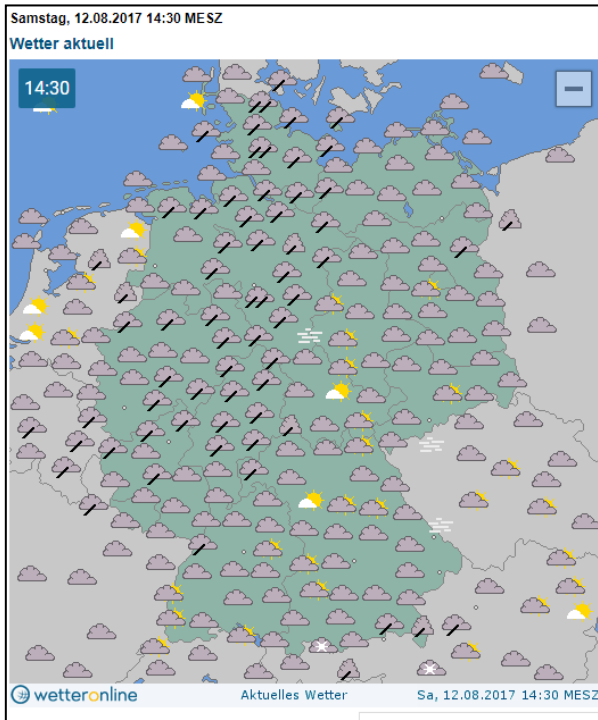 Samstag, 12.08.2017 14:30 MESZ
Wetter aktuell
14:30
wetteronline Aktuelles Wetter Sa, 12.08.2017 14:30 MESZ